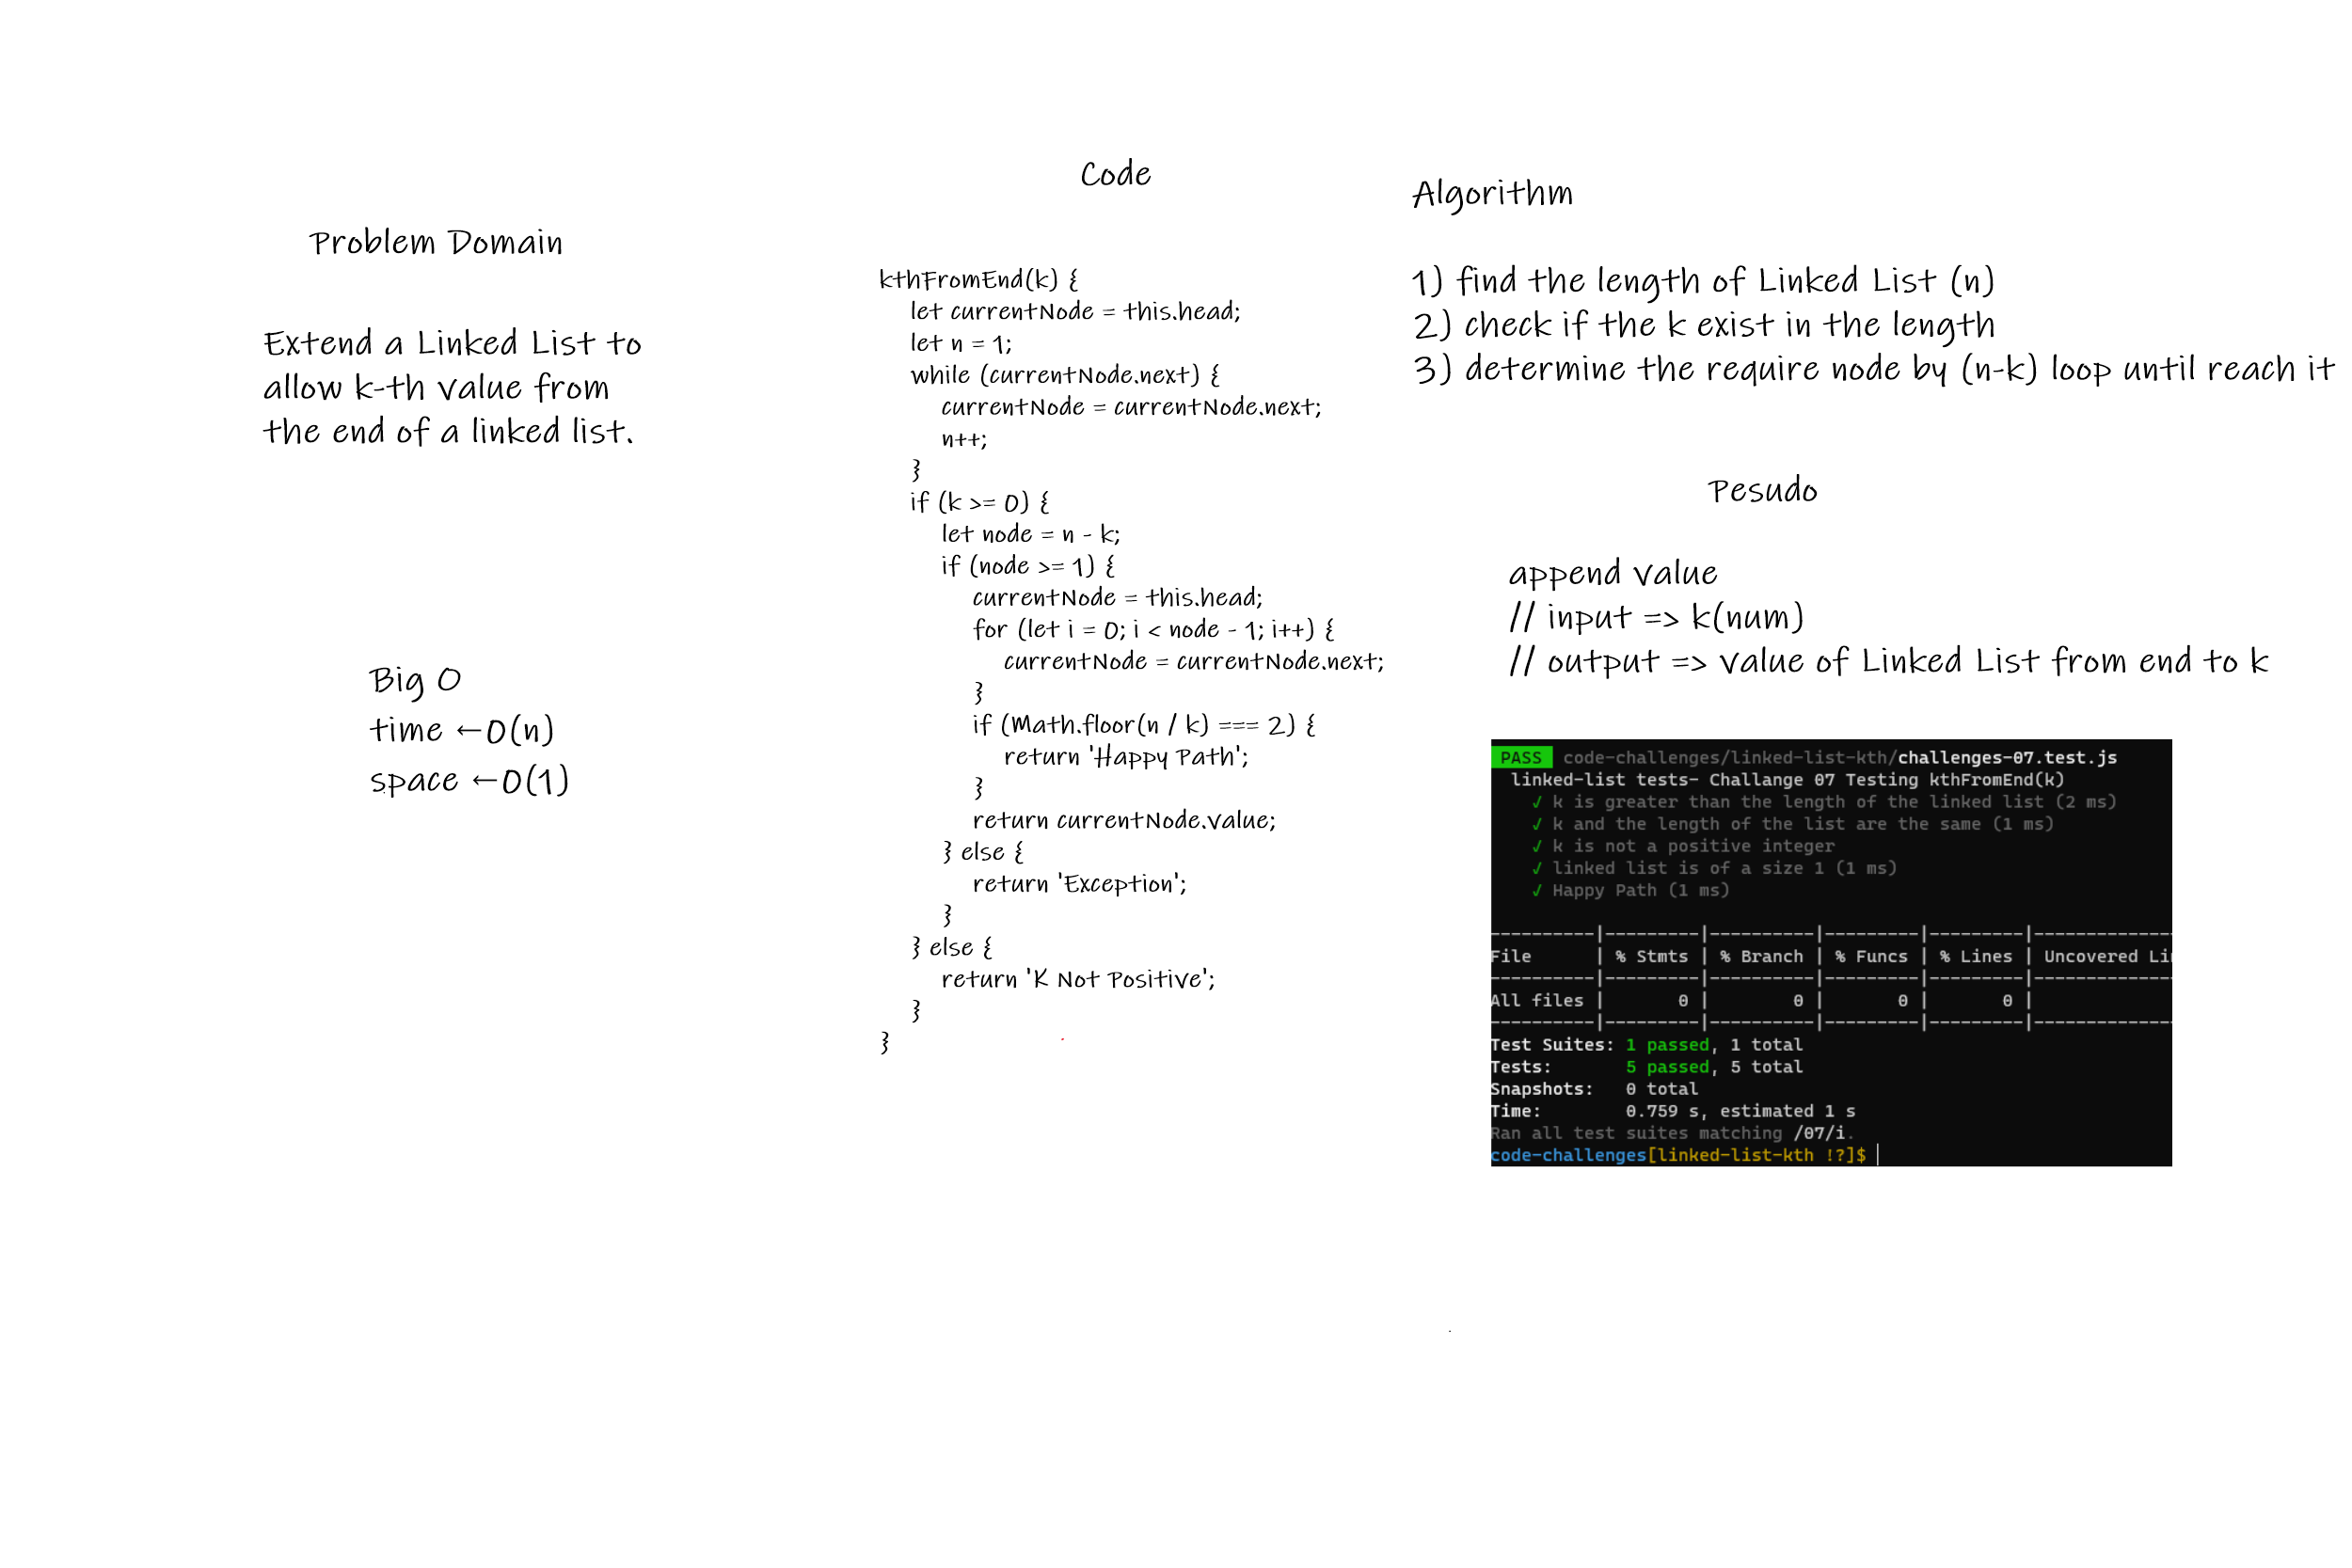 Problem Domain
Extend a Linked List to
allow k-th value from
the end of a linked list.
Big O
time ←O(n)
space ←O(1)
Code
kthFromEnd(k) {
let currentNode = this.head;
let n = 1;
while (currentNode.next) {
currentNode = currentNode.next;
n++;
}
if (k >= 0) {
let node = n - k;
if (node >= 1) {
currentNode = this.head;
for (let i = 0; i < node - 1; i++) {
currentNode = currentNode.next;
}
if (Math.floor(n / k) === 2) {
return 'Happy Path';
}
return currentNode.value;
} else {
return 'Exception';
}
} else {
return 'K Not Positive';
}
}
Algorithm
1) find the length of Linked List (n)
2) check if the k exist in the length
3) determine the require node by (n-k) loop until reach it
Pesudo
append value
// input => k(num)
// output => value of Linked List from end to k
PASS code-challenges/linked-list-kth/challenges-07.test.js
linked-list tests- Challange 07 Testing kthFromEnd(k)
✓ k is greater than the length of the linked list (2 ms)
✓ k and the length of the list are the same (1 ms)
✓ k is not a positive integer
✓ linked list is of a size 1 (1 ms)
✓ Happy Path (1 ms)
----------|---------|----------|---------|---------|--------------
File | % Stmts | % Branch | % Funcs | % Lines | Uncovered Li
----------|---------|----------|---------|---------|--------------
All files | 0 | 0 | 0 | 0 |
----------|---------|----------|---------|---------|--------------
Test Suites: 1 passed, 1 total
Tests: 5 passed, 5 total
Snapshots: 0 total
Time: 0.759 s, estimated 1 s
Ran all test suites matching /07/i.
code-challenges[linked-list-kth !?]$